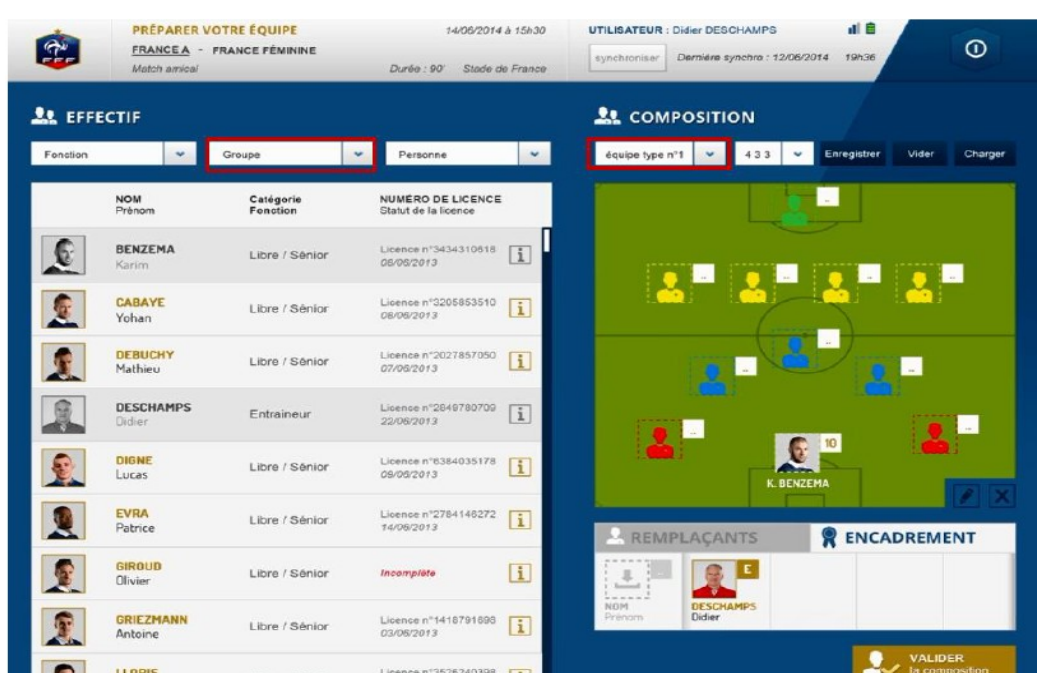 PRÉPARER VOTRE ÉQUIPE
14/06/2014 à 15h30
FRANCE A - FRANCE FÉMININE
Match amical
Durée : 90' Stade de France
UTILISATEUR : Didier DESCHAMPS
synchroniser Dernière synchro : 12/06/2014 19h36
FFF
EFFECTIF
Fonction Groupe Personne
NOM Catégorie NUMÉRO DE LICENCE
Prénom Fonction Statut de la licence
BENZEMA
Karim
Libre / Sénior
Licence n°3434310618
06/06/2013
CABAYE
Yohan
Libre / Sénior
Licence n°3205853510
08/06/2013
DEBUCHY
Mathieu
Libre / Sénior
Licence n°2027857050
07/06/2013
DESCHAMPS
Didier
Entraineur
Licence n°2849780709
22/06/2013
DIGNE
Lucas
Libre / Sénior
Licence n°6384035178
09/06/2013
EVRA
Patrice
Libre / Sénior
Licence n°2784146272
14/06/2013
GIROUD
Olivier
Libre / Sénior
Incomplète
GRIEZMANN
Antoine
Libre / Sénior
Licence n°1418791698
03/06/2013
LLORIS
COMPOSITION
équipe type n°1 4 3 3 Enregistrer Vider Charger
10
K. BENZEMA
REMPLAÇANTS ENCADREMENT
NOM
Prénom
E
DESCHAMPS
Didier
VALIDER
la composition